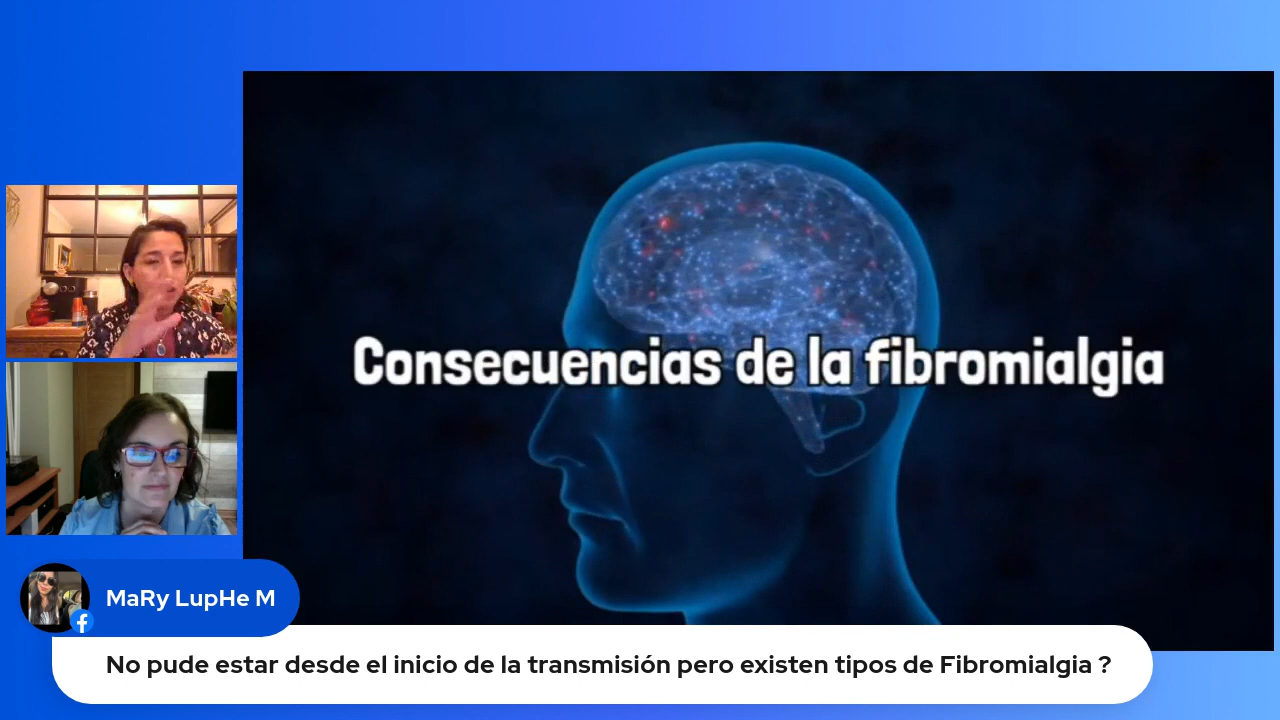 Consecuencias de la fibromialgia
MaRy LupHe M
No pude estar desde el inicio de la transmisión pero existen tipos de Fibromialgia ?